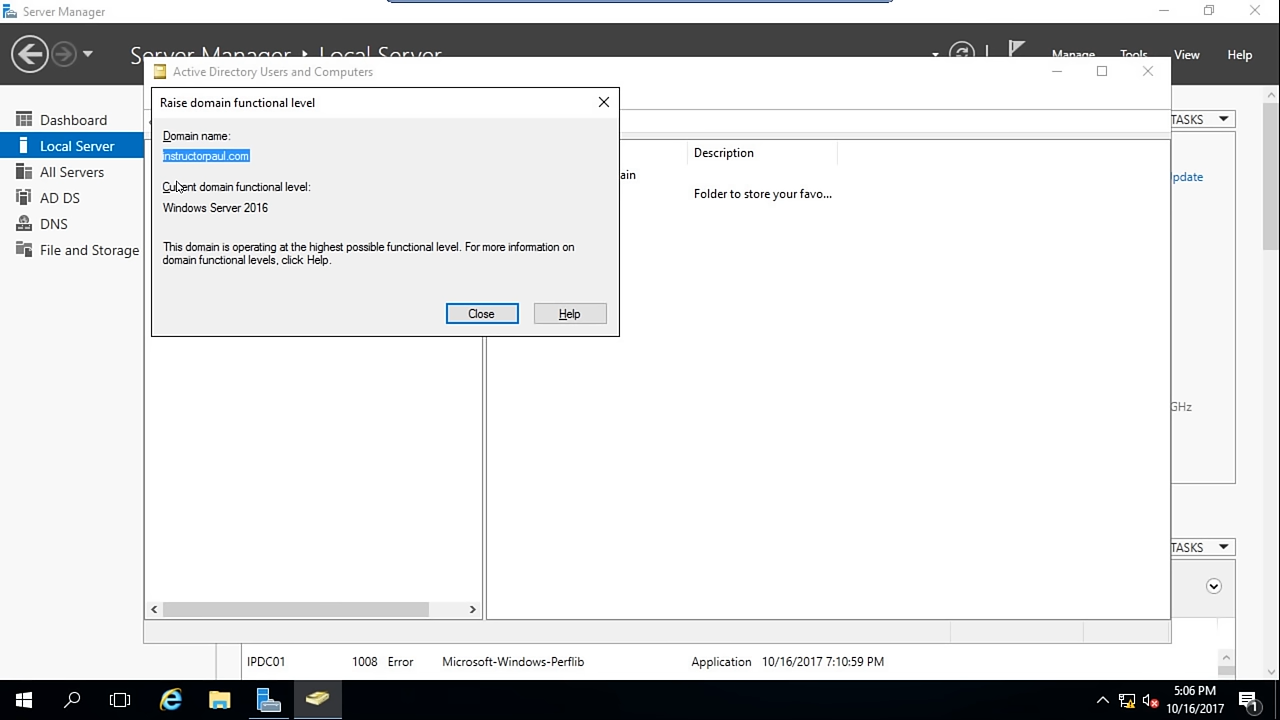 Server Manager
Server Manager ‣ Local Server
Manage Tools View Help
Active Directory Users and Computers
Raise domain functional level
Domain name:
instructorpaul.com
Current domain functional level:
Windows Server 2016
This domain is operating at the highest possible functional level. For more information on
domain functional levels, click Help.
Close Help
Dashboard
Local Server
All Servers
AD DS
DNS
File and Storage
Description
ain
Folder to store your favo...
TASKS
Update
GHz
TASKS
IPDC01 1008 Error Microsoft-Windows-Perflib Application 10/16/2017 7:10:59 PM
5:06 PM
10/16/2017
1